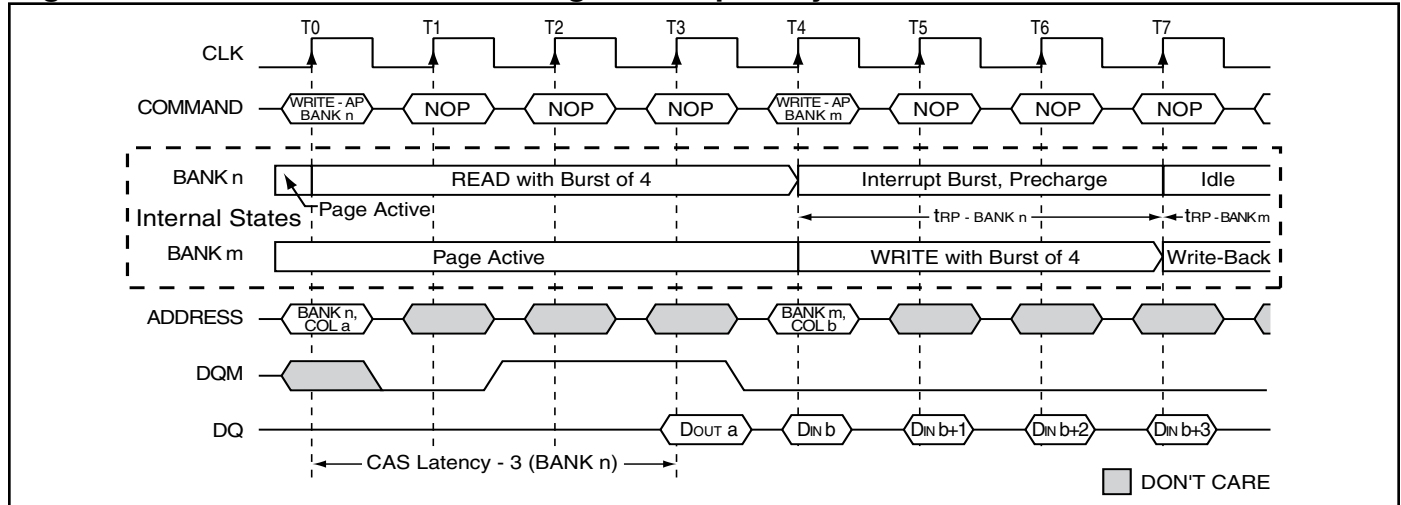 T0 T1 T2 T3 T4 T5 T6 T7
CLK
COMMAND WRITE - AP BANK n NOP NOP NOP WRITE - AP BANK m NOP NOP NOP
BANK n READ with Burst of 4 Interrupt Burst, Precharge Idle
Internal States Page Active tRP - BANK n tRP - BANK m
BANK m Page Active WRITE with Burst of 4 Write-Back
ADDRESS BANK n, COL a BANK m, COL b
DQM
DQ DOUT a DIN b DIN b+1 DIN b+2 DIN b+3
CAS Latency - 3 (BANK n)
DON'T CARE